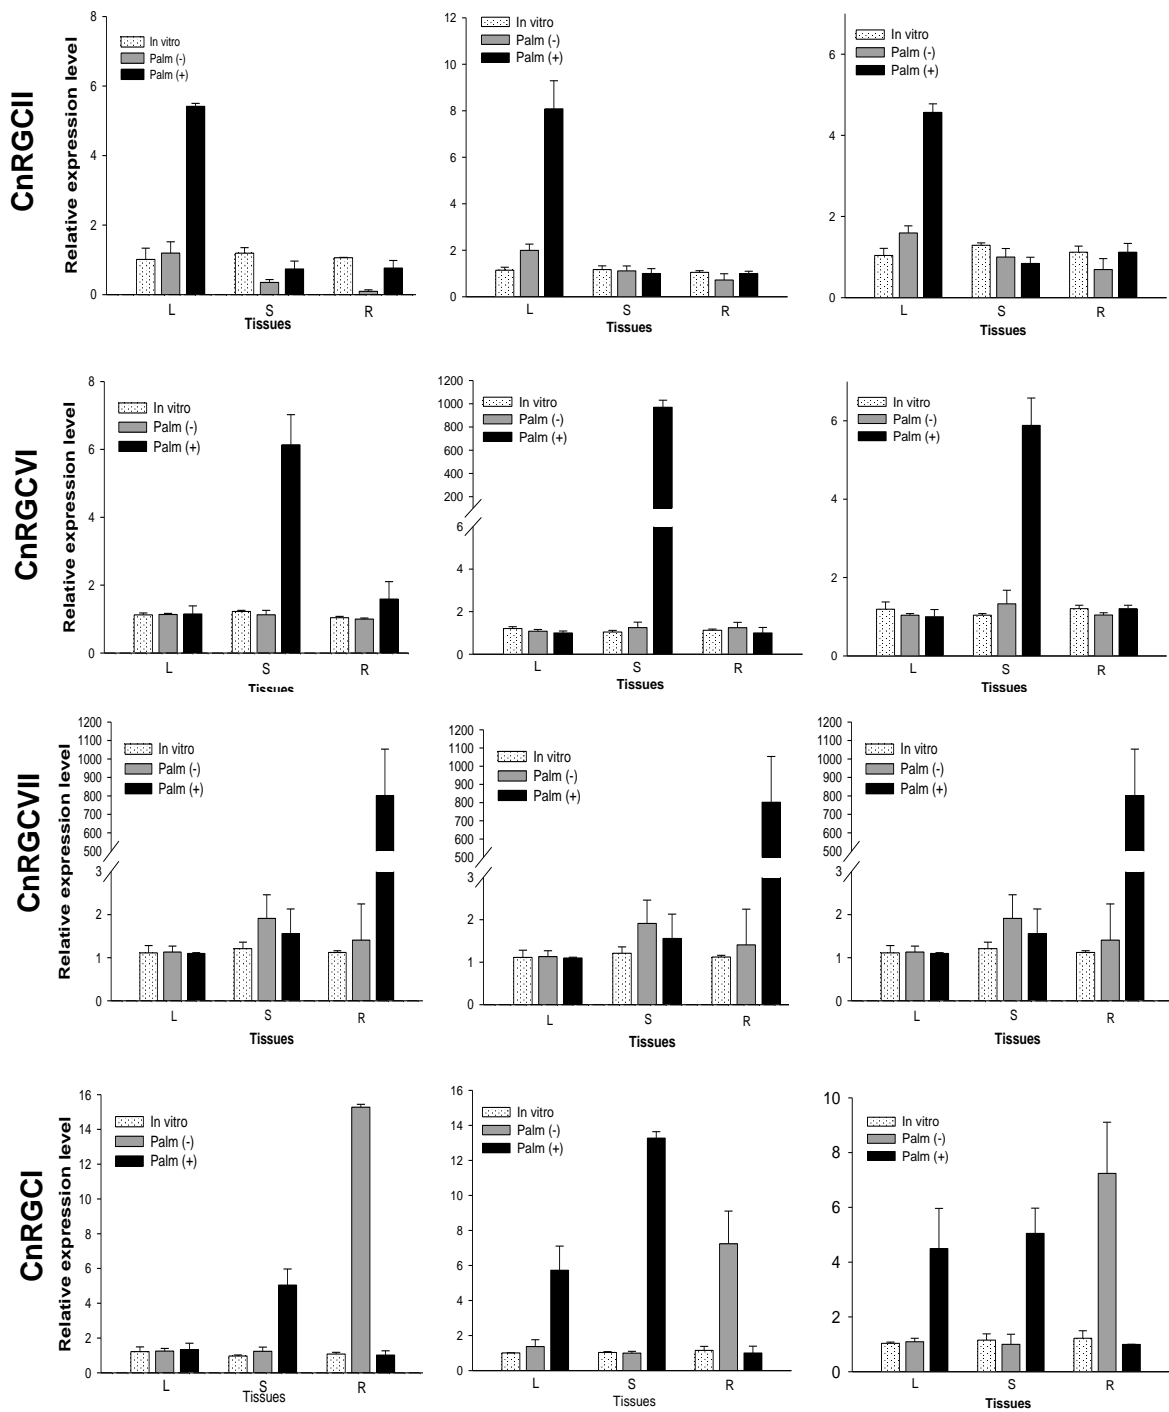 CnRGCII
Relative expression level
8
6
4
2
0
In vitro
Palm (-)
Palm (+)
L S R
Tissues
12
10
8
6
4
2
0
In vitro
Palm (-)
Palm (+)
L S R
Tissues
6
4
2
0
In vitro
Palm (-)
Palm (+)
L S R
Tissues
CnRGCVI
Relative expression level
8
6
4
2
0
In vitro
Palm (-)
Palm (+)
L S R
Tissues
1200
1000
800
600
400
200
6
4
2
0
In vitro
Palm (-)
Palm (+)
L S R
Tissues
6
4
2
0
In vitro
Palm (-)
Palm (+)
L S R
Tissues
CnRGCVII
Relative expression level
1200
1100
1000
900
800
700
600
500
3
2
1
0
In vitro
Palm (-)
Palm (+)
L S R
Tissues
1200
1100
1000
900
800
700
600
500
3
2
1
0
In vitro
Palm (-)
Palm (+)
L S R
Tissues
1200
1100
1000
900
800
700
600
500
3
2
1
0
In vitro
Palm (-)
Palm (+)
L S R
Tissues
CnRGCI
Relative expression level
16
14
12
10
8
6
4
2
0
In vitro
Palm (-)
Palm (+)
L S R
Tissues
16
14
12
10
8
6
4
2
0
In vitro
Palm (-)
Palm (+)
L S R
Tissues
10
8
6
4
2
0
In vitro
Palm (-)
Palm (+)
L S R
Tissues